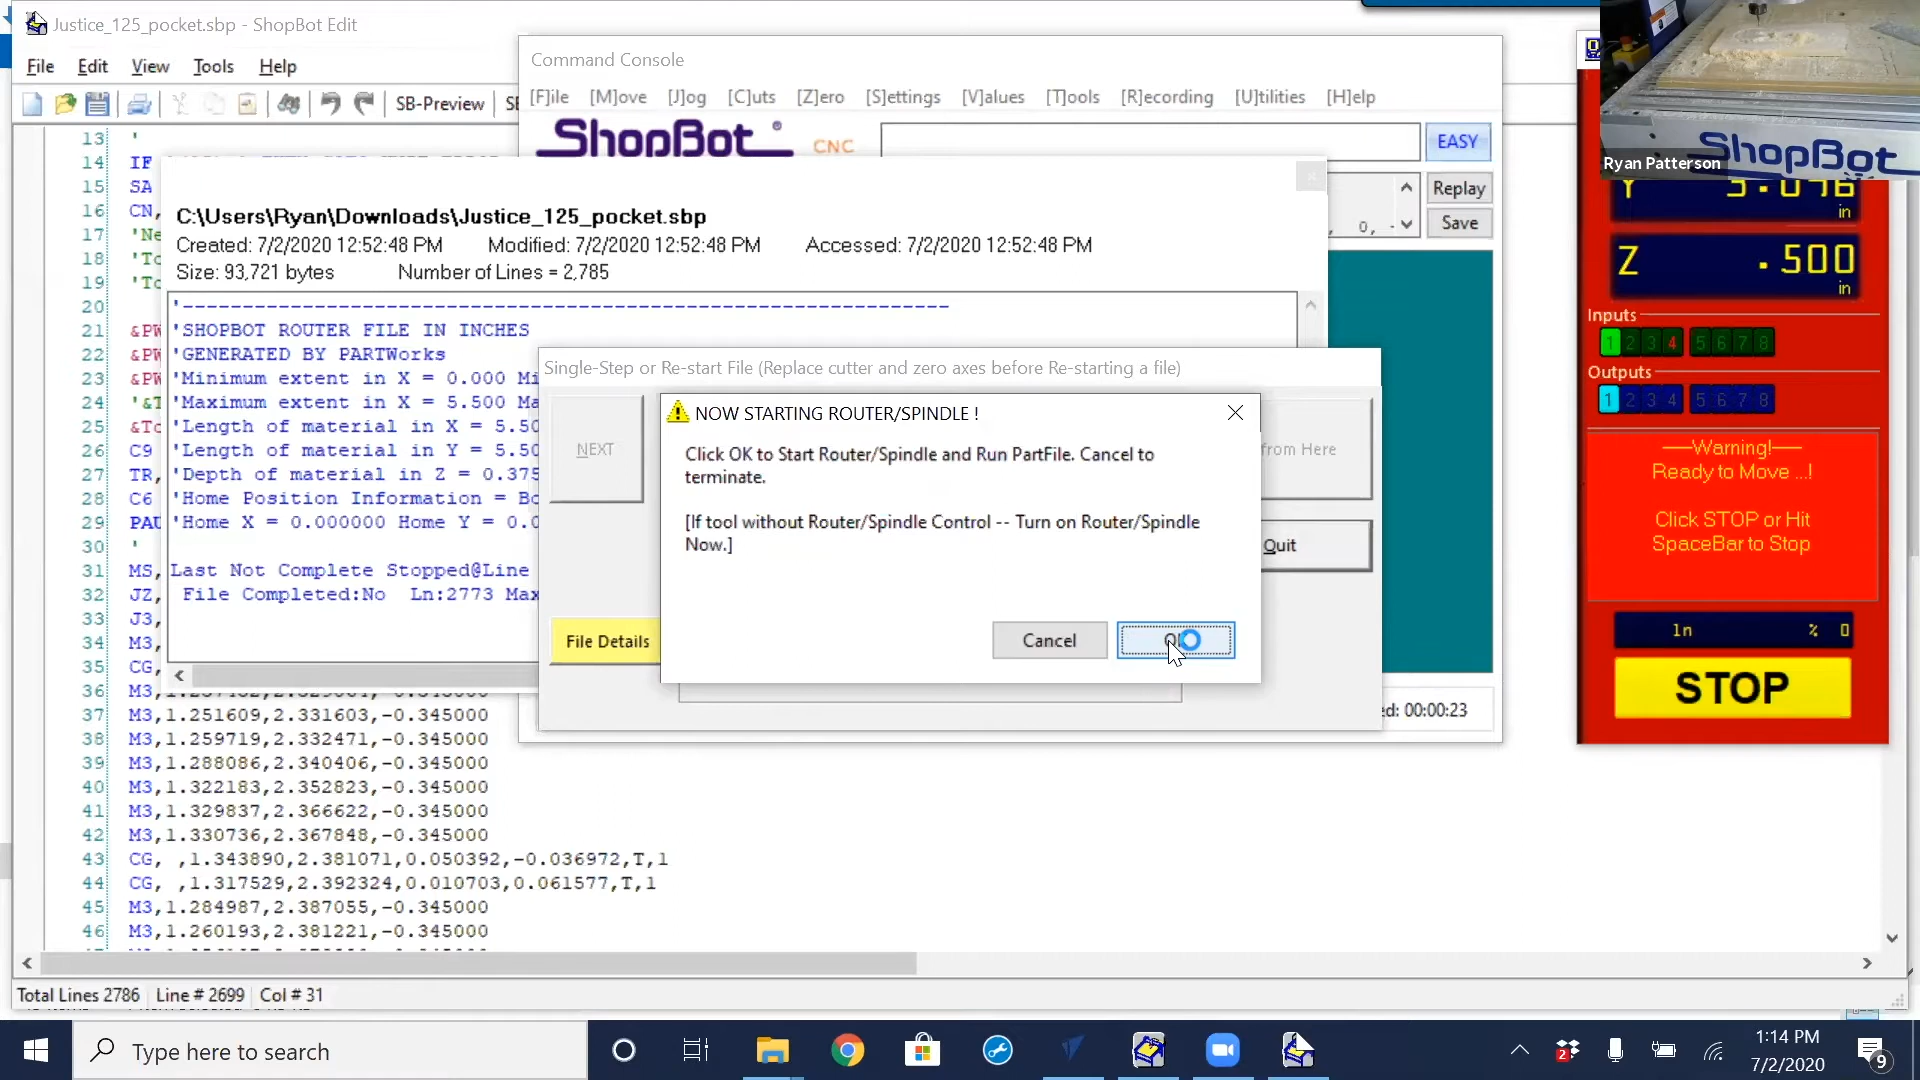 Justice_125_pocket.sbp - ShopBot Edit
File Edit View Tools Help
SB-Preview
13 '
14 IF
15 SA
16 CN,
17 'Ne
18 'To
19 'To
20
21 &PW
22 &PW
23 &PW
24 '&T
25 &To
26 C9
27 TR,
28 C6
29 PAU
30 '
31 MS,
32 JZ,
33 J3,
34 M3,
35 CG,
36 M3,
37 M3,1.251609,2.331603,-0.345000
38 M3,1.259719,2.332471,-0.345000
39 M3,1.288086,2.340406,-0.345000
40 M3,1.322183,2.352823,-0.345000
41 M3,1.329837,2.366622,-0.345000
42 M3,1.330736,2.367848,-0.345000
43 CG, ,1.343890,2.381071,0.050392,-0.036972,T,1
44 CG, ,1.317529,2.392324,0.010703,0.061577,T,1
45 M3,1.284987,2.387055,-0.345000
46 M3,1.260193,2.381221,-0.345000
Total Lines 2786 Line # 2699 Col # 31
Command Console
[F]ile [M]ove [J]og [C]uts [Z]ero [S]ettings [V]alues [T]ools [R]ecording [U]tilities [H]elp
ShopBot® CNC
EASY
Replay
, 0, -
Save
ed: 00:00:23
C:\Users\Ryan\Downloads\Justice_125_pocket.sbp
Created: 7/2/2020 12:52:48 PM Modified: 7/2/2020 12:52:48 PM Accessed: 7/2/2020 12:52:48 PM
Size: 93,721 bytes Number of Lines = 2,785
'----------------------------------------------------------------
'SHOPBOT ROUTER FILE IN INCHES
'GENERATED BY PARTWorks
'Minimum extent in X = 0.000 Mi
'Maximum extent in X = 5.500 Ma
'Length of material in X = 5.50
'Length of material in Y = 5.50
'Depth of material in Z = 0.375
'Home Position Information = Bo
'Home X = 0.000000 Home Y = 0.0
Last Not Complete Stopped@Line
File Completed:No Ln:2773 Max
Single-Step or Re-start File (Replace cutter and zero axes before Re-starting a file)
NEXT
from Here
Quit
File Details
NOW STARTING ROUTER/SPINDLE !
Click OK to Start Router/Spindle and Run PartFile. Cancel to
terminate.
[If tool without Router/Spindle Control -- Turn on Router/Spindle
Now.]
Cancel
ShopBot
Ryan Patterson
Y
in
Z .500
in
Inputs
1 2 3 4 5 6 7 8
Outputs
1 2 3 4 5 6 7 8
----Warning!----
Ready to Move ...!
Click STOP or Hit
SpaceBar to Stop
ln % 0
STOP
Type here to search
2
1:14 PM
7/2/2020
9